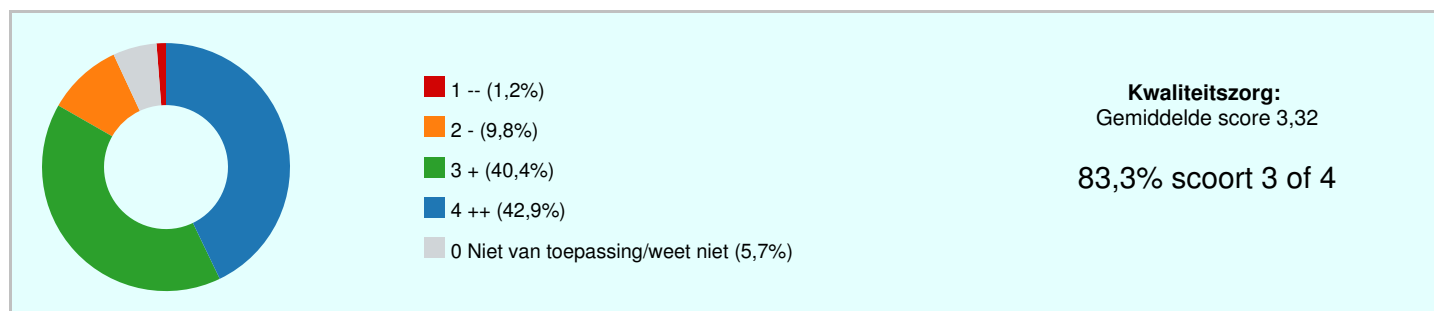 1 -- (1,2%)
2 - (9,8%)
3 + (40,4%)
4 ++ (42,9%)
0 Niet van toepassing/weet niet (5,7%)
Kwaliteitszorg:
Gemiddelde score 3,32
83,3% scoort 3 of 4